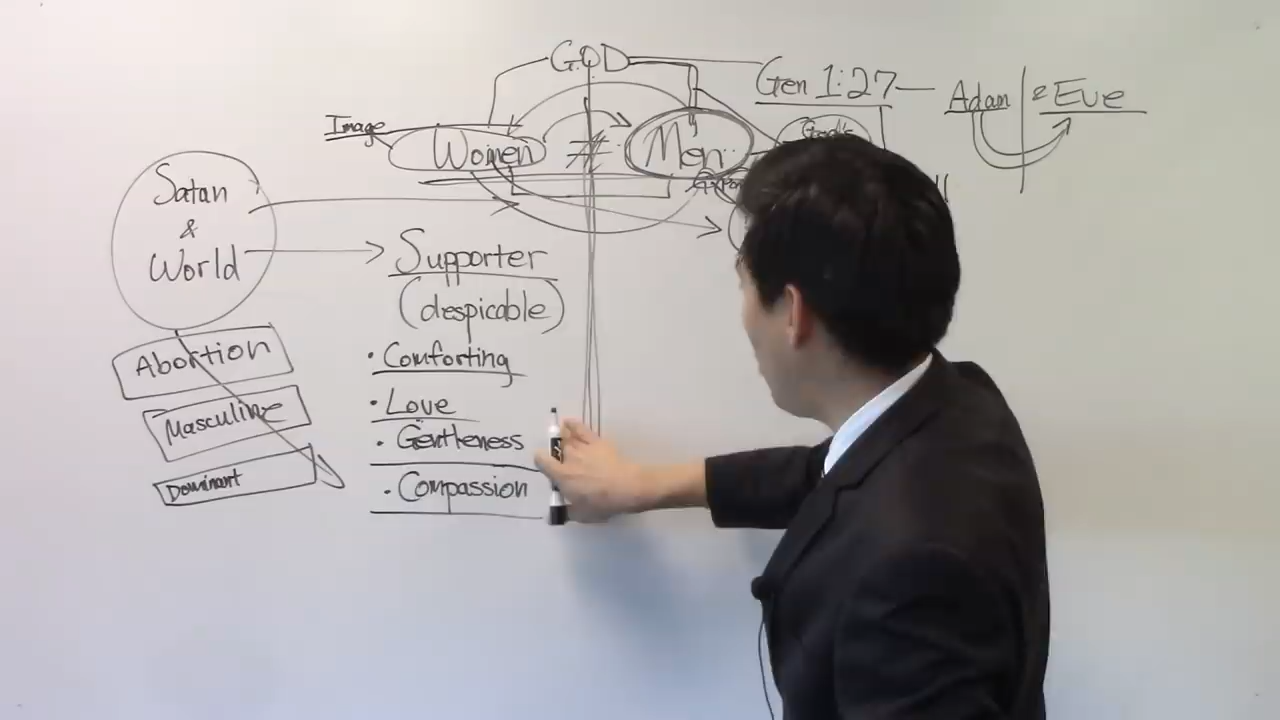 GOD
Gen 1:27 — Adam & Eve
Image
Women ≠ Men
Satan
&
World
Supporter
(despicable)
Abortion
• Comforting
Masculine
• Love
• Gentleness
Dominant
• Compassion